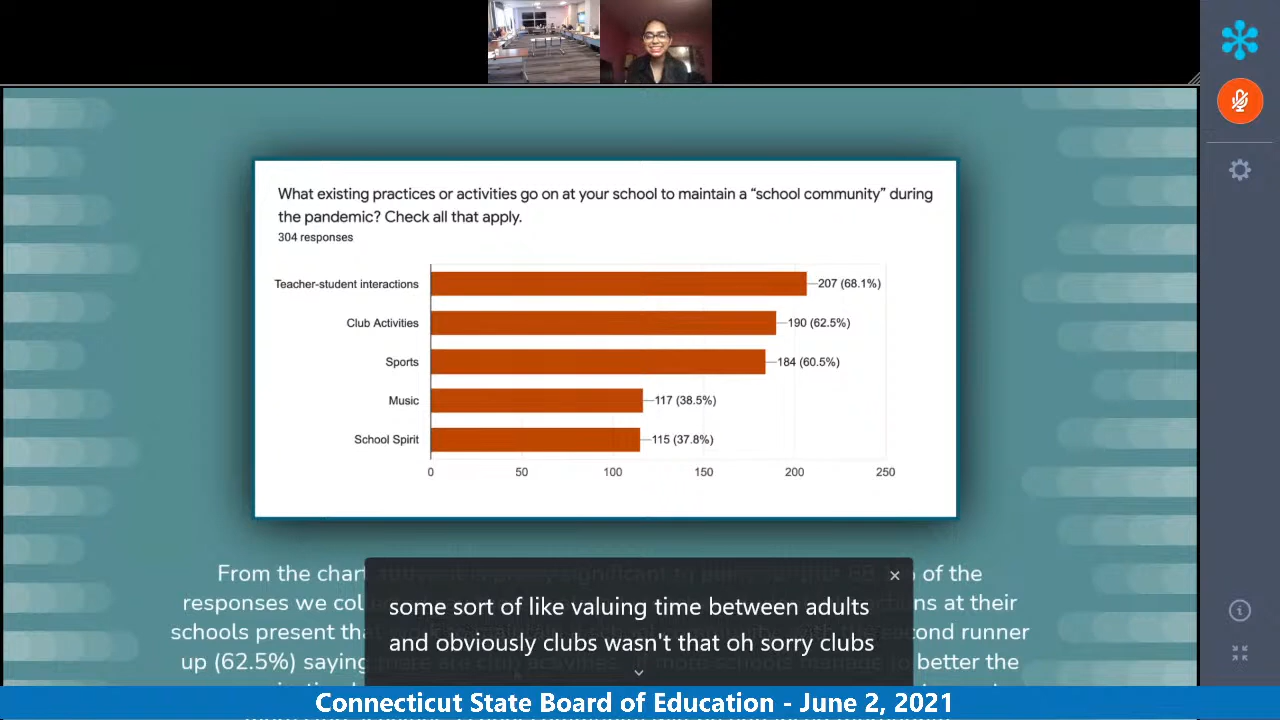 What existing practices or activities go on at your school to maintain a “school community” during
the pandemic? Check all that apply.
304 responses
Teacher-student interactions
207 (68.1%)
Club Activities
190 (62.5%)
Sports
184 (60.5%)
Music
117 (38.5%)
School Spirit
115 (37.8%)
0 50 100 150 200 250
From the chart of the
responses we at their
schools present that second runner
up (62.5%) saying to better the
some sort of like valuing time between adults
and obviously clubs wasn't that oh sorry clubs
Connecticut State Board of Education - June 2, 2021